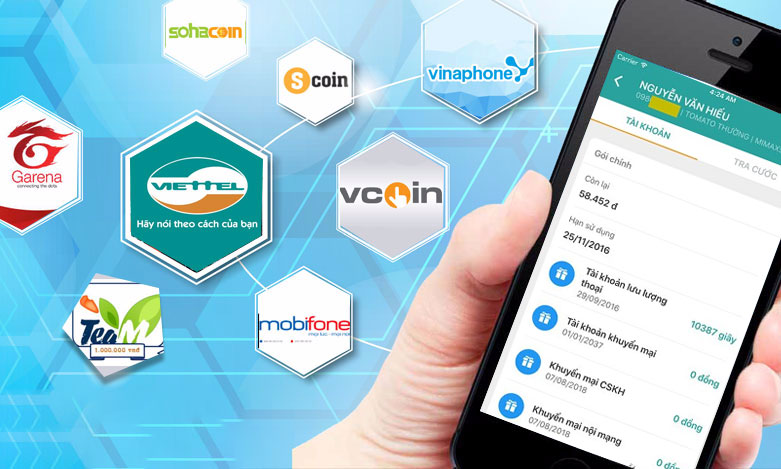 sohacoin
S coin
vinaphone
Garena
connecting the dots
VIETTEL
Hãy nói theo cách của bạn
vcoin
TeaM
1.000.000 vnđ
mobifone
Carrier
4:24 AM
NGUYỄN VĂN HIẾU
098
| TOMATO THƯỜNG | MIMAX
TÀI KHOẢN
TRA CƯỚC
Gói chính
Còn lại
58.452 đ
Hạn sử dụng
25/11/2016
Tài khoản lưu lượng
thoại
29/09/2016
10387 giây
Tài khoản khuyến mại
01/01/2037
0 đồng
Khuyến mại CSKH
07/08/2018
0 đồng
Khuyến mại nội mạng
07/08/2018
0 đồng